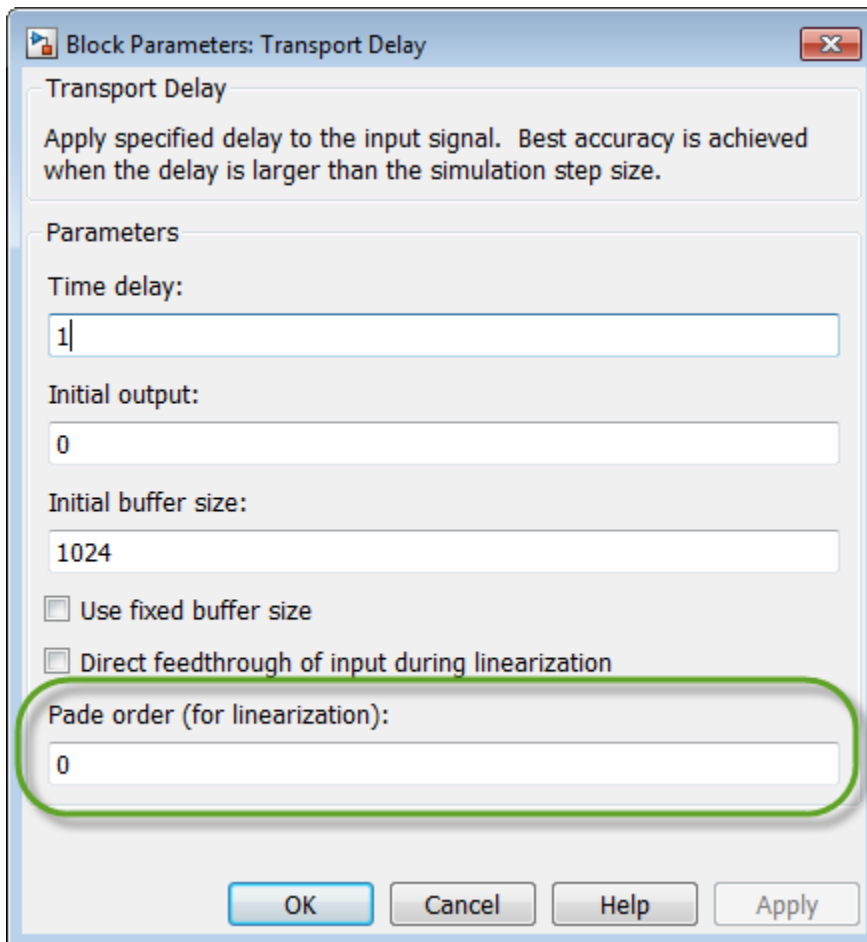 Block Parameters: Transport Delay
Transport Delay
Apply specified delay to the input signal.  Best accuracy is achieved
when the delay is larger than the simulation step size.
Parameters
Time delay:
1
Initial output:
0
Initial buffer size:
1024
Use fixed buffer size
Direct feedthrough of input during linearization
Pade order (for linearization):
0
OK Cancel Help Apply